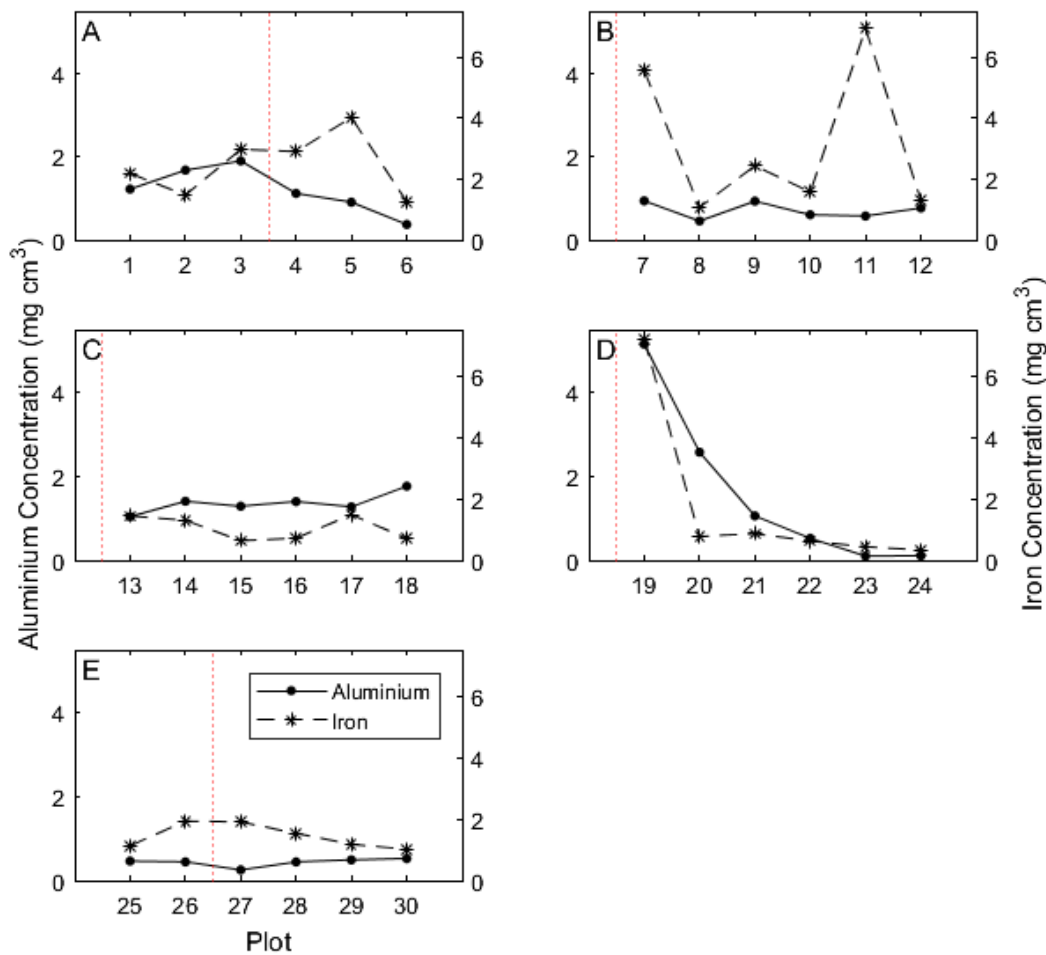 Aluminium Concentration (mg cm³)
Iron Concentration (mg cm³)
A
4
2
0
6
4
2
0
1 2 3 4 5 6
B
4
2
0
6
4
2
0
7 8 9 10 11 12
C
4
2
0
6
4
2
0
13 14 15 16 17 18
D
4
2
0
6
4
2
0
19 20 21 22 23 24
E
4
2
0
6
4
2
0
Aluminium
Iron
25 26 27 28 29 30
Plot